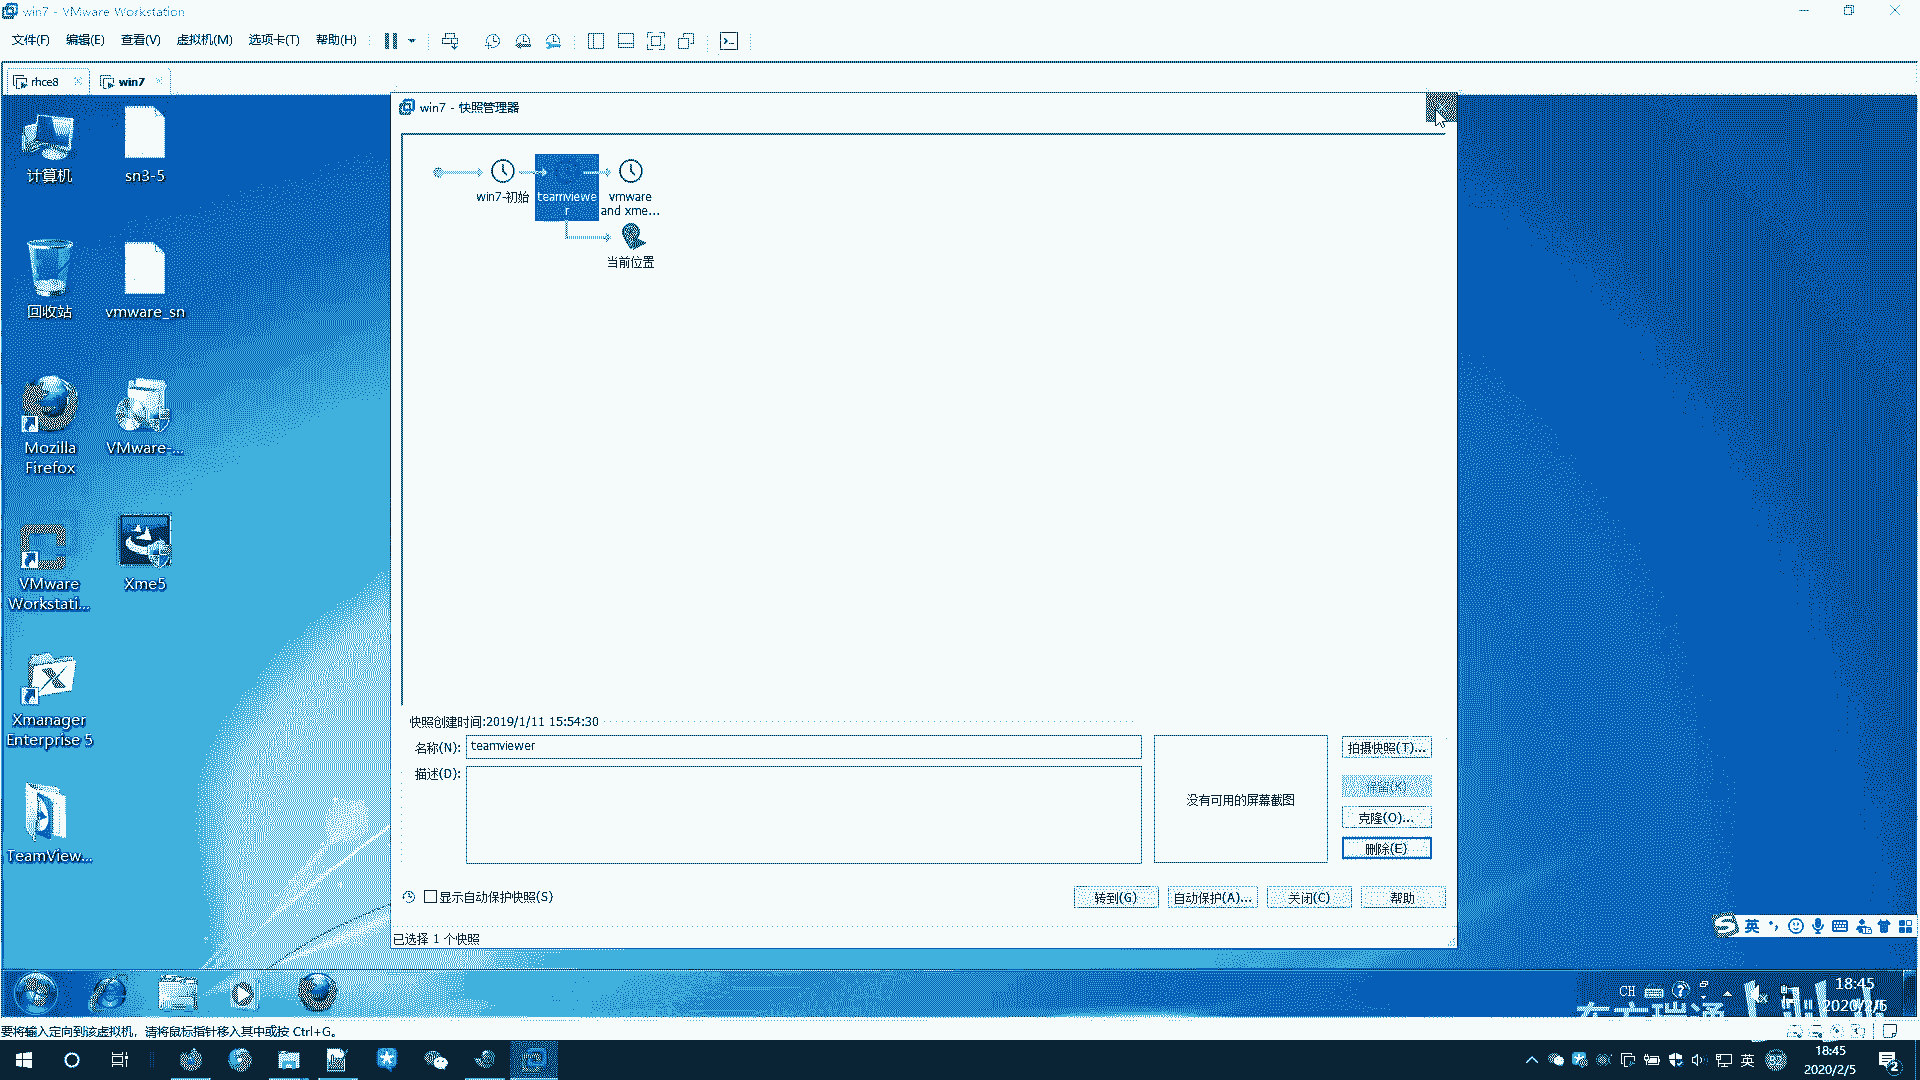 win7 - VMware Workstation
文件(F) 编辑(E) 查看(V) 虚拟机(M) 选项卡(T) 帮助(H)
rhce8 win7
win7 - 快照管理器
计算机
sn3-5
win7-初始
teamviewe
r
vmware
and xme...
当前位置
回收站
vmware_sn
Mozilla
Firefox
VMware-...
VMware
Workstati...
Xme5
Xmanager
Enterprise 5
TeamView...
快照创建时间:2019/1/11 15:54:30
名称(N): teamviewer
描述(D):
没有可用的屏幕截图
拍摄快照(T)...
保留(K)
克隆(O)...
删除(E)
显示自动保护快照(S)
转到(G) 自动保护(A)... 关闭(C) 帮助
已选择 1 个快照
英
CH
18:45
2020/2/5
要将输入定向到该虚拟机，请将鼠标指针移入其中或按 Ctrl+G。
英
18:45
2020/2/5
2